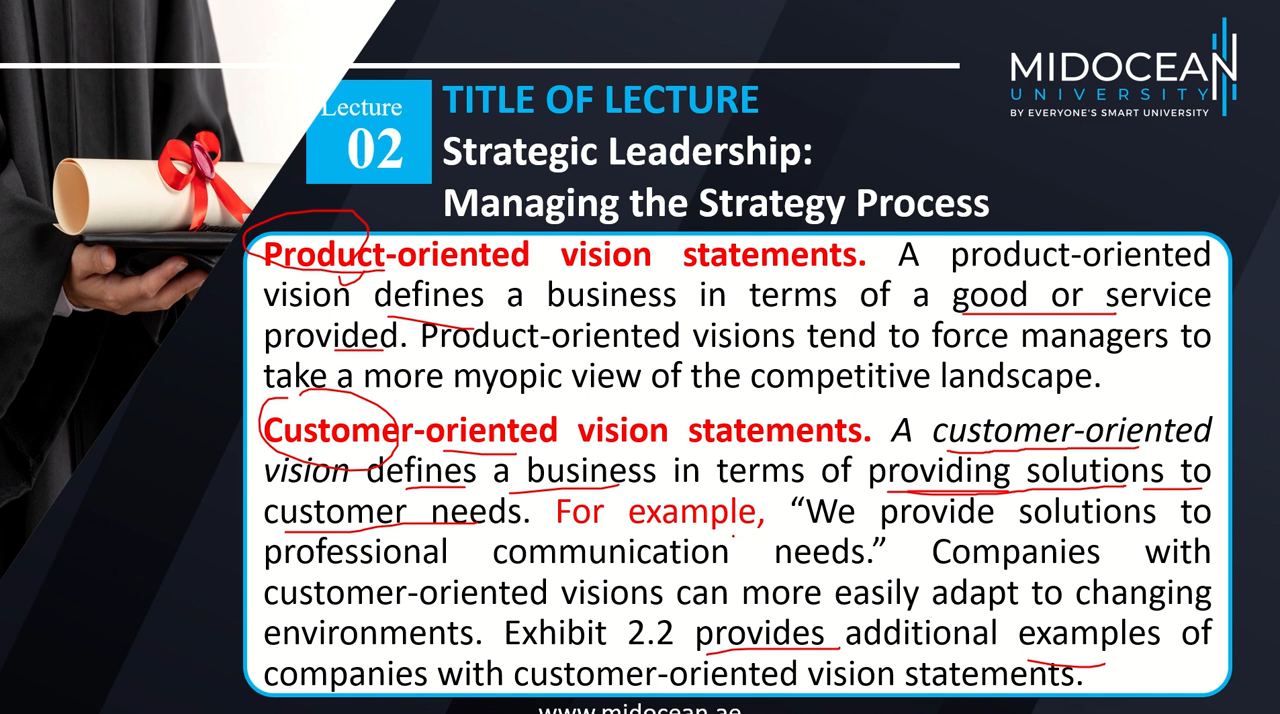 MIDOCEAN
UNIVERSITY
BY EVERYONE'S SMART UNIVERSITY
Lecture
02
TITLE OF LECTURE
Strategic Leadership:
Managing the Strategy Process
Product-oriented vision statements. A product-oriented
vision defines a business in terms of a good or service
provided. Product-oriented visions tend to force managers to
take a more myopic view of the competitive landscape.
Customer-oriented vision statements. A customer-oriented
vision defines a business in terms of providing solutions to
customer needs. For example, “We provide solutions to
professional communication needs.” Companies with
customer-oriented visions can more easily adapt to changing
environments. Exhibit 2.2 provides additional examples of
companies with customer-oriented vision statements.
www.midocean.ae